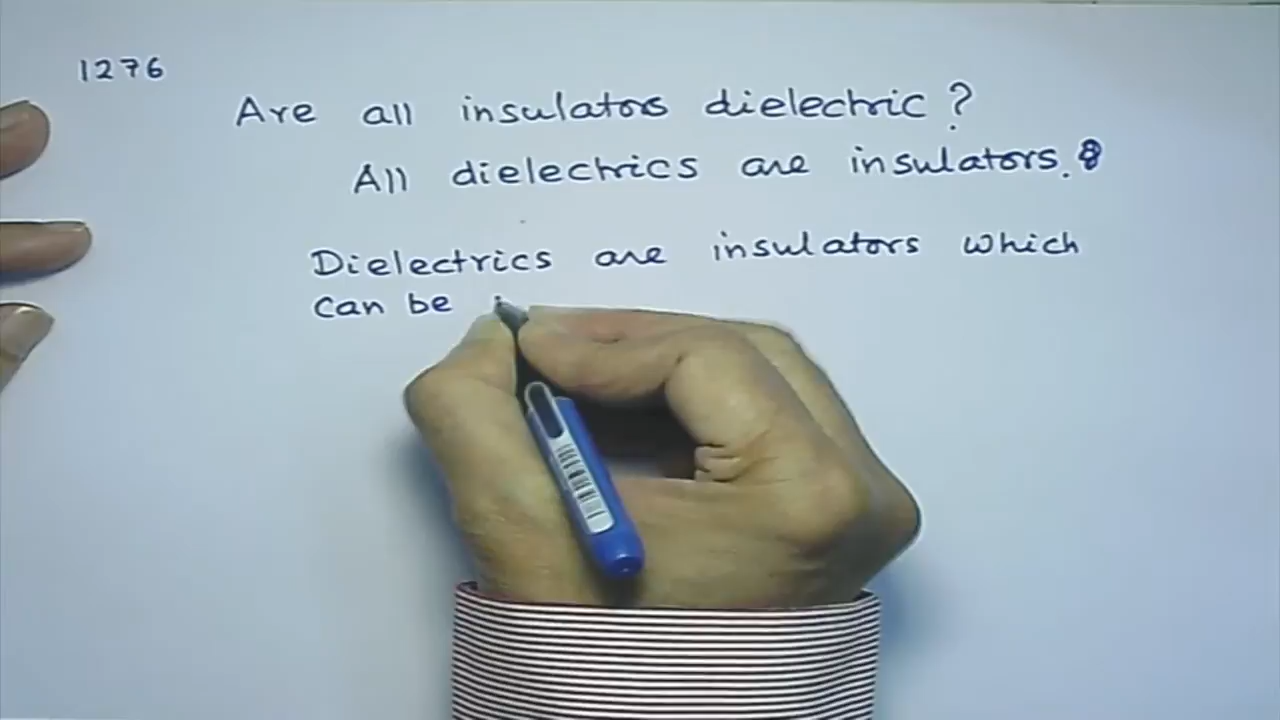 1276
Are all insulators dielectric?
All dielectrics are insulators.
Dielectrics are insulators which
can be